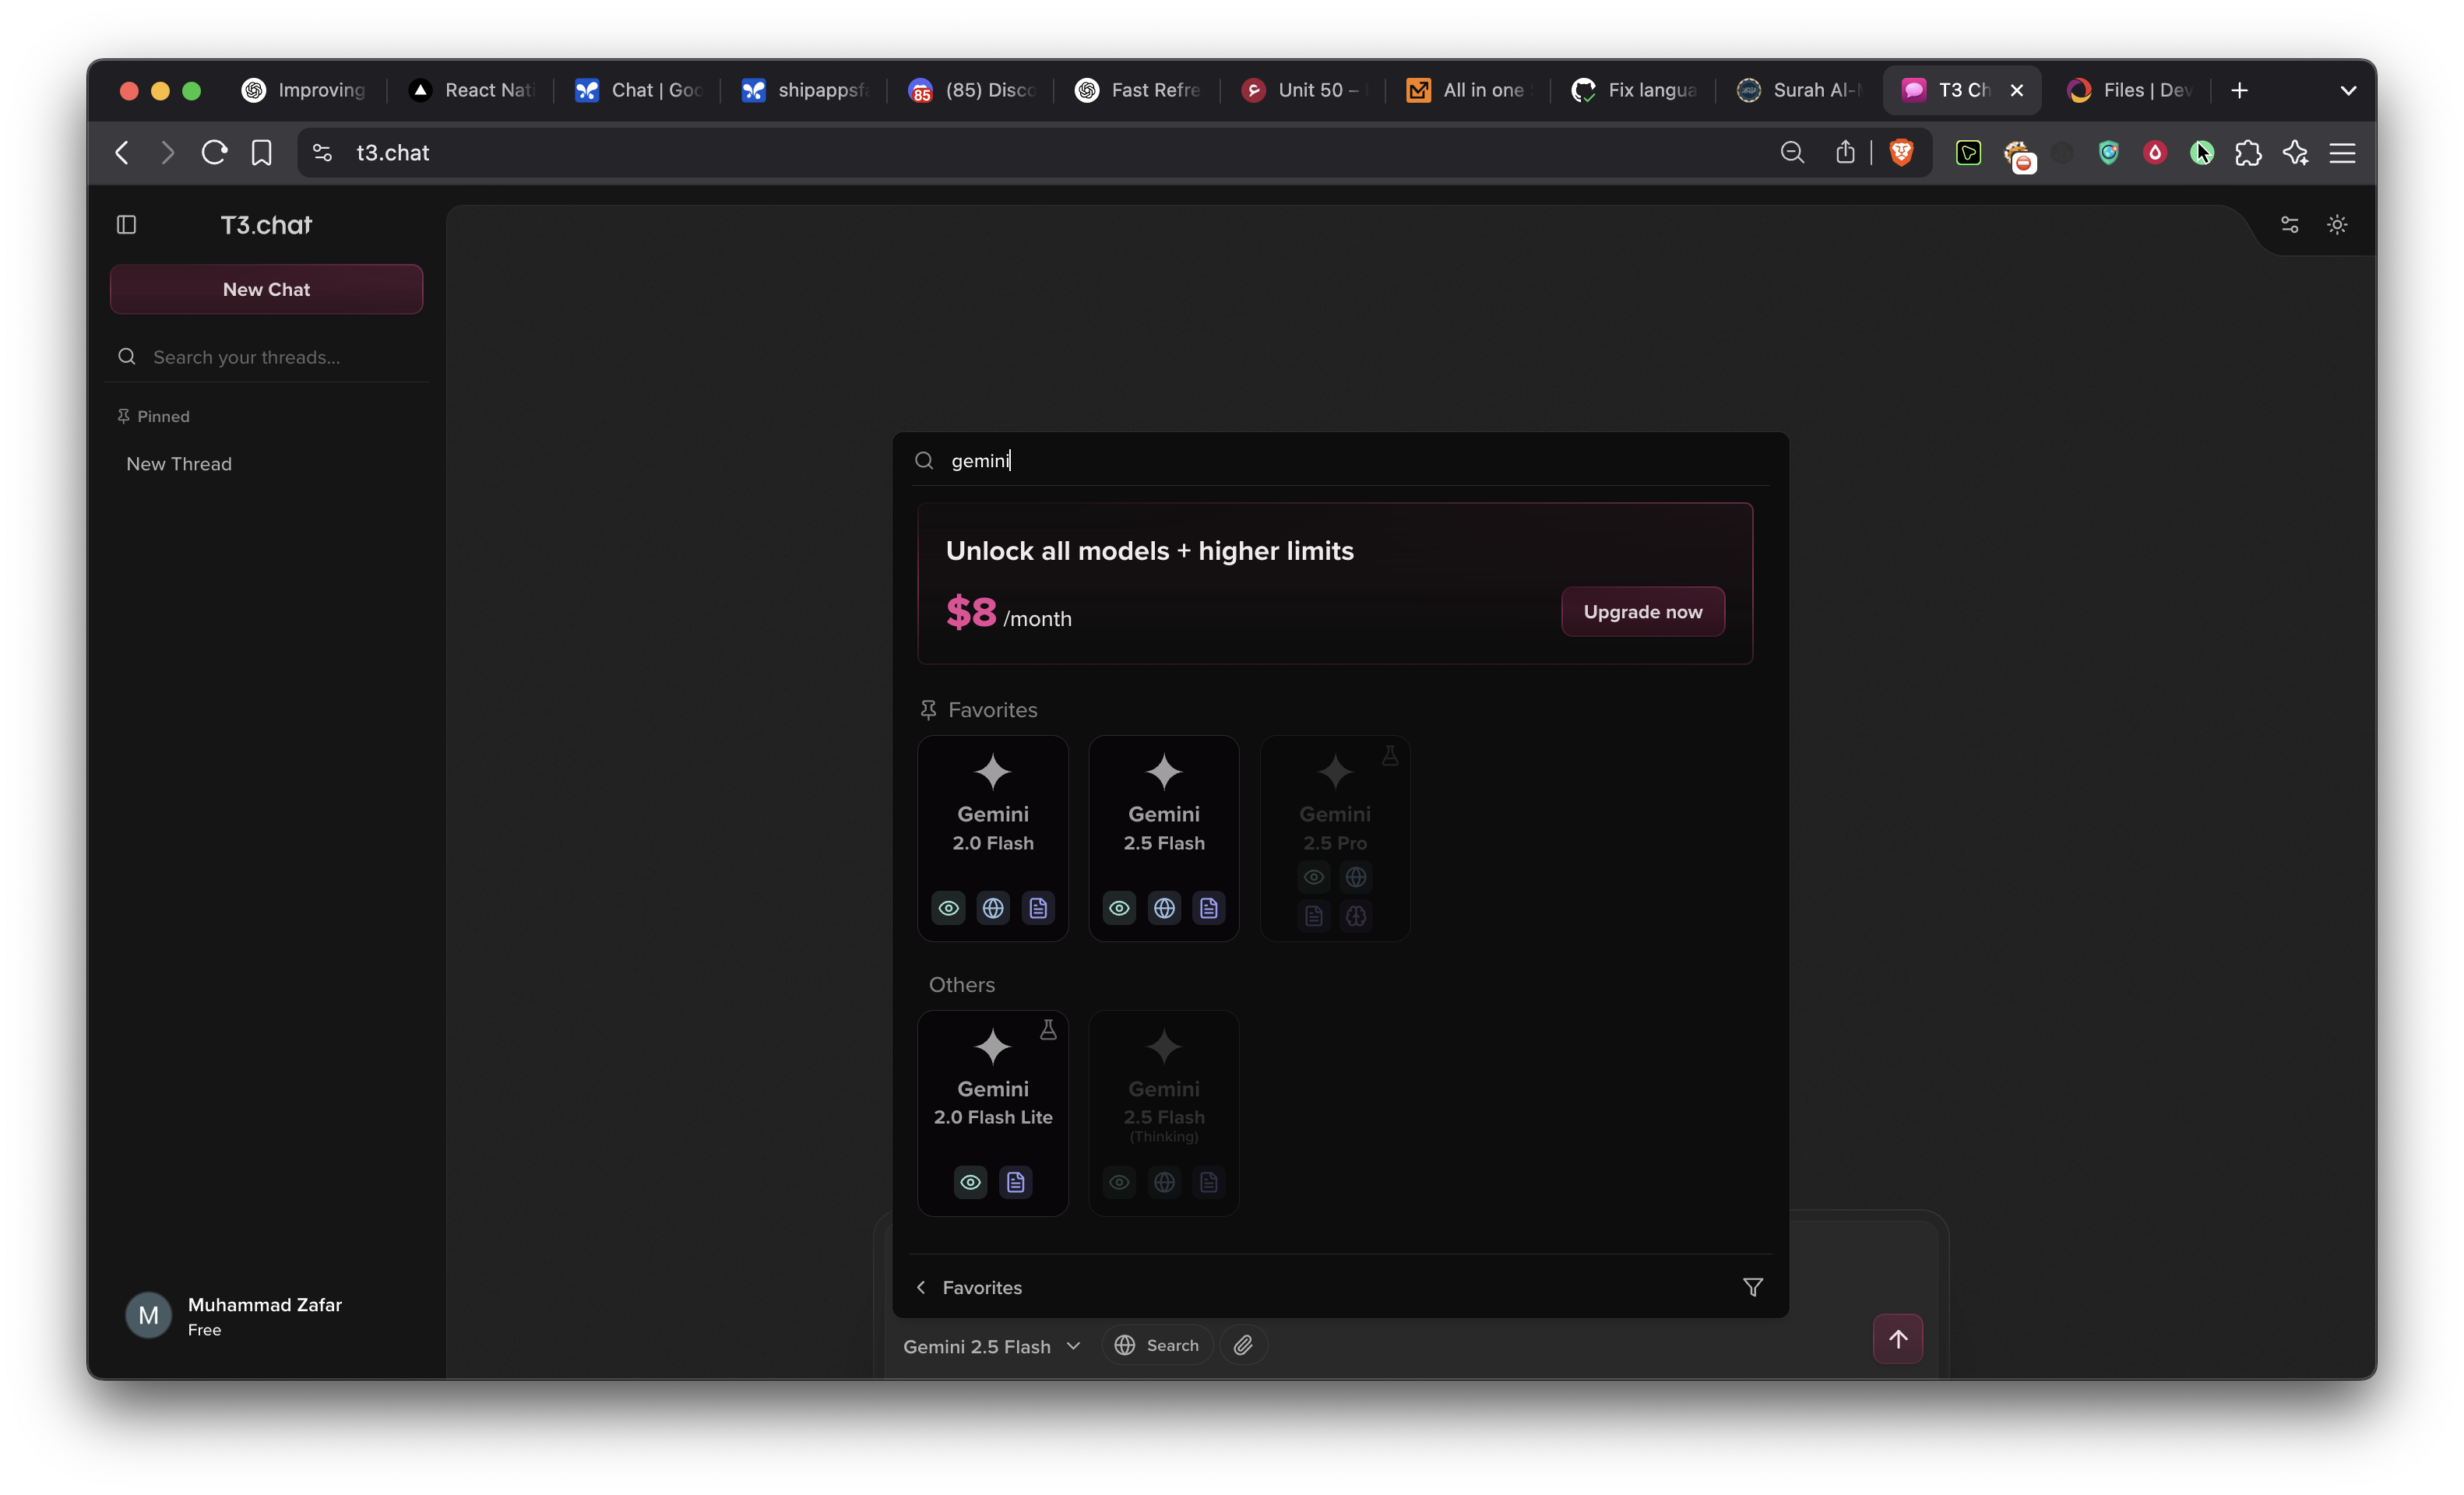 Improving
React Nati
Chat | Goo
shipappsfa
85
(85) Disco
Fast Refre
Unit 50 –
All in one
Fix langua
Surah Al-M
T3 Ch
Files | Dev
t3.chat
T3.chat
New Chat
Search your threads...
Pinned
New Thread
gemini
Unlock all models + higher limits
$8 /month
Upgrade now
Favorites
Gemini
2.0 Flash
Gemini
2.5 Flash
Gemini
2.5 Pro
Others
Gemini
2.0 Flash Lite
Gemini
2.5 Flash
(Thinking)
Favorites
Gemini 2.5 Flash
Search
M
Muhammad Zafar
Free